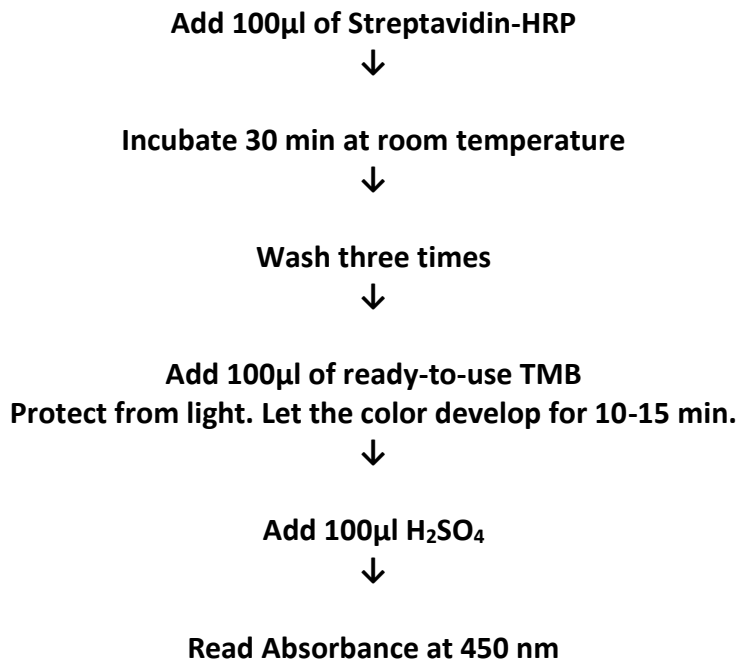 Add 100µl of Streptavidin-HRP
↓
Incubate 30 min at room temperature
↓
Wash three times
↓
Add 100µl of ready-to-use TMB
Protect from light. Let the color develop for 10-15 min.
↓
Add 100µl H₂SO₄
↓
Read Absorbance at 450 nm